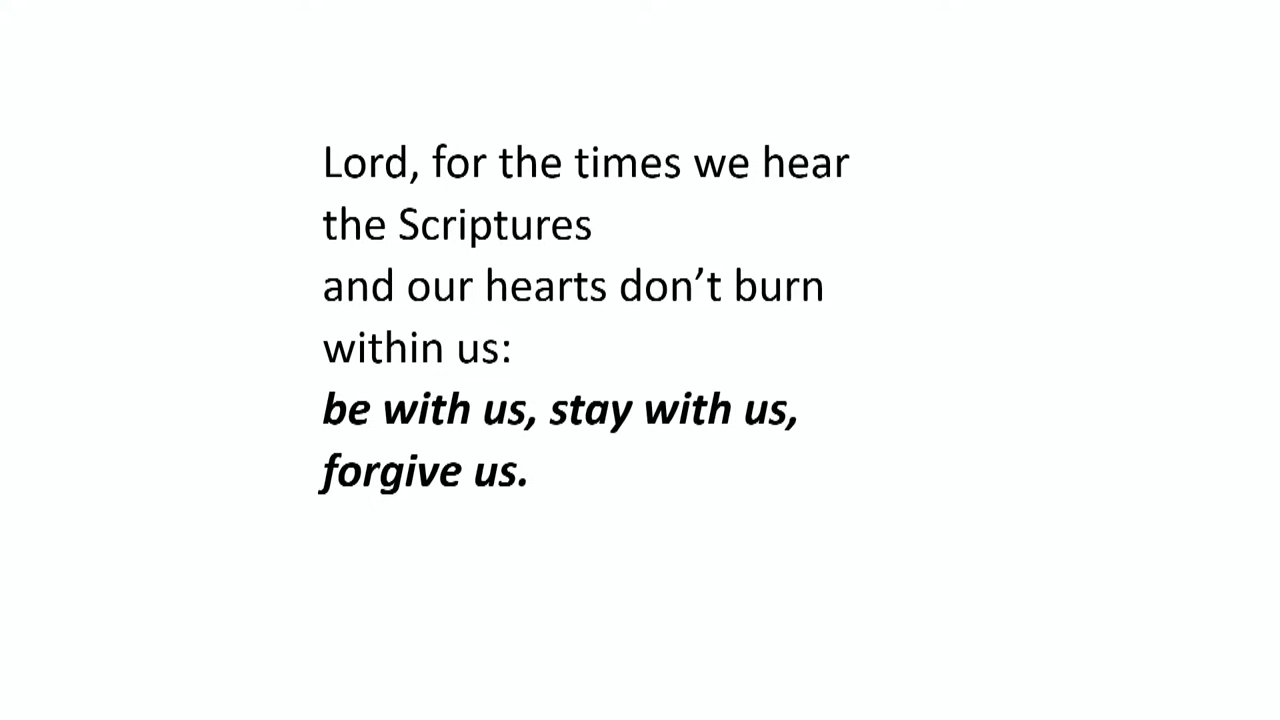 Lord, for the times we hear
the Scriptures
and our hearts don’t burn
within us:
be with us, stay with us,
forgive us.